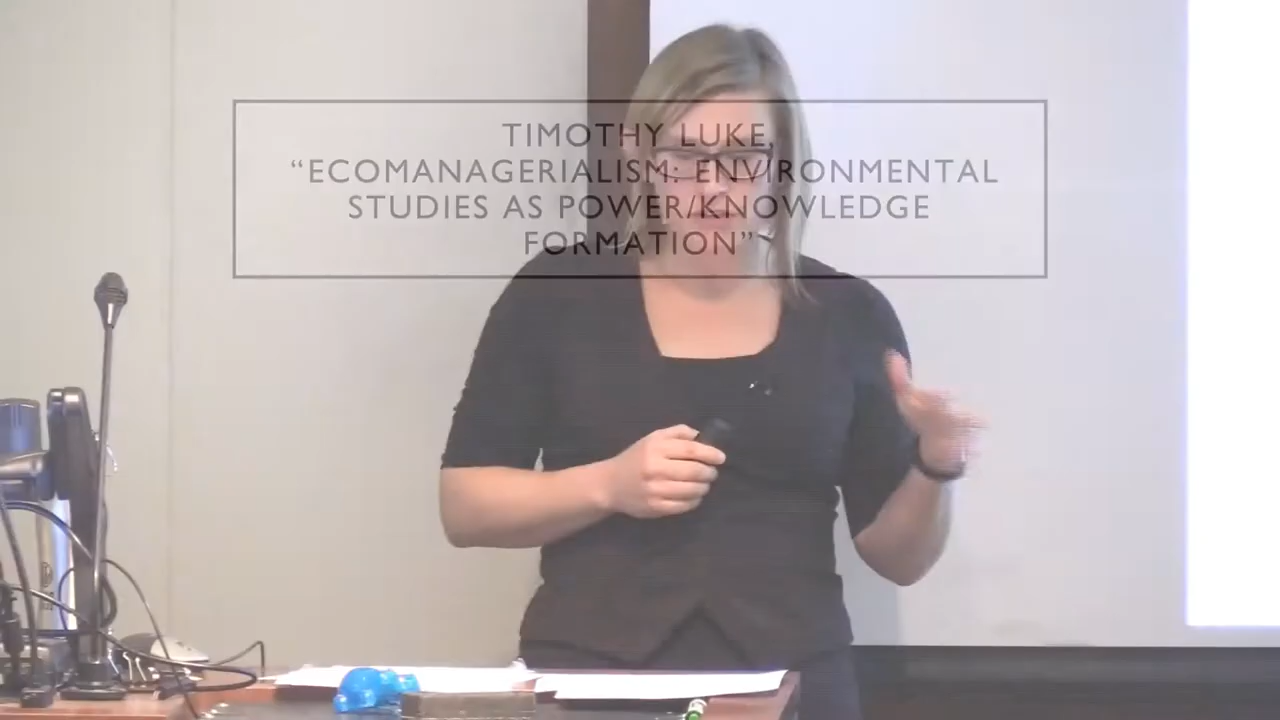 TIMOTHY LUKE,
“ECOMANAGERIALISM: ENVIRONMENTAL
STUDIES AS POWER/KNOWLEDGE
FORMATION”